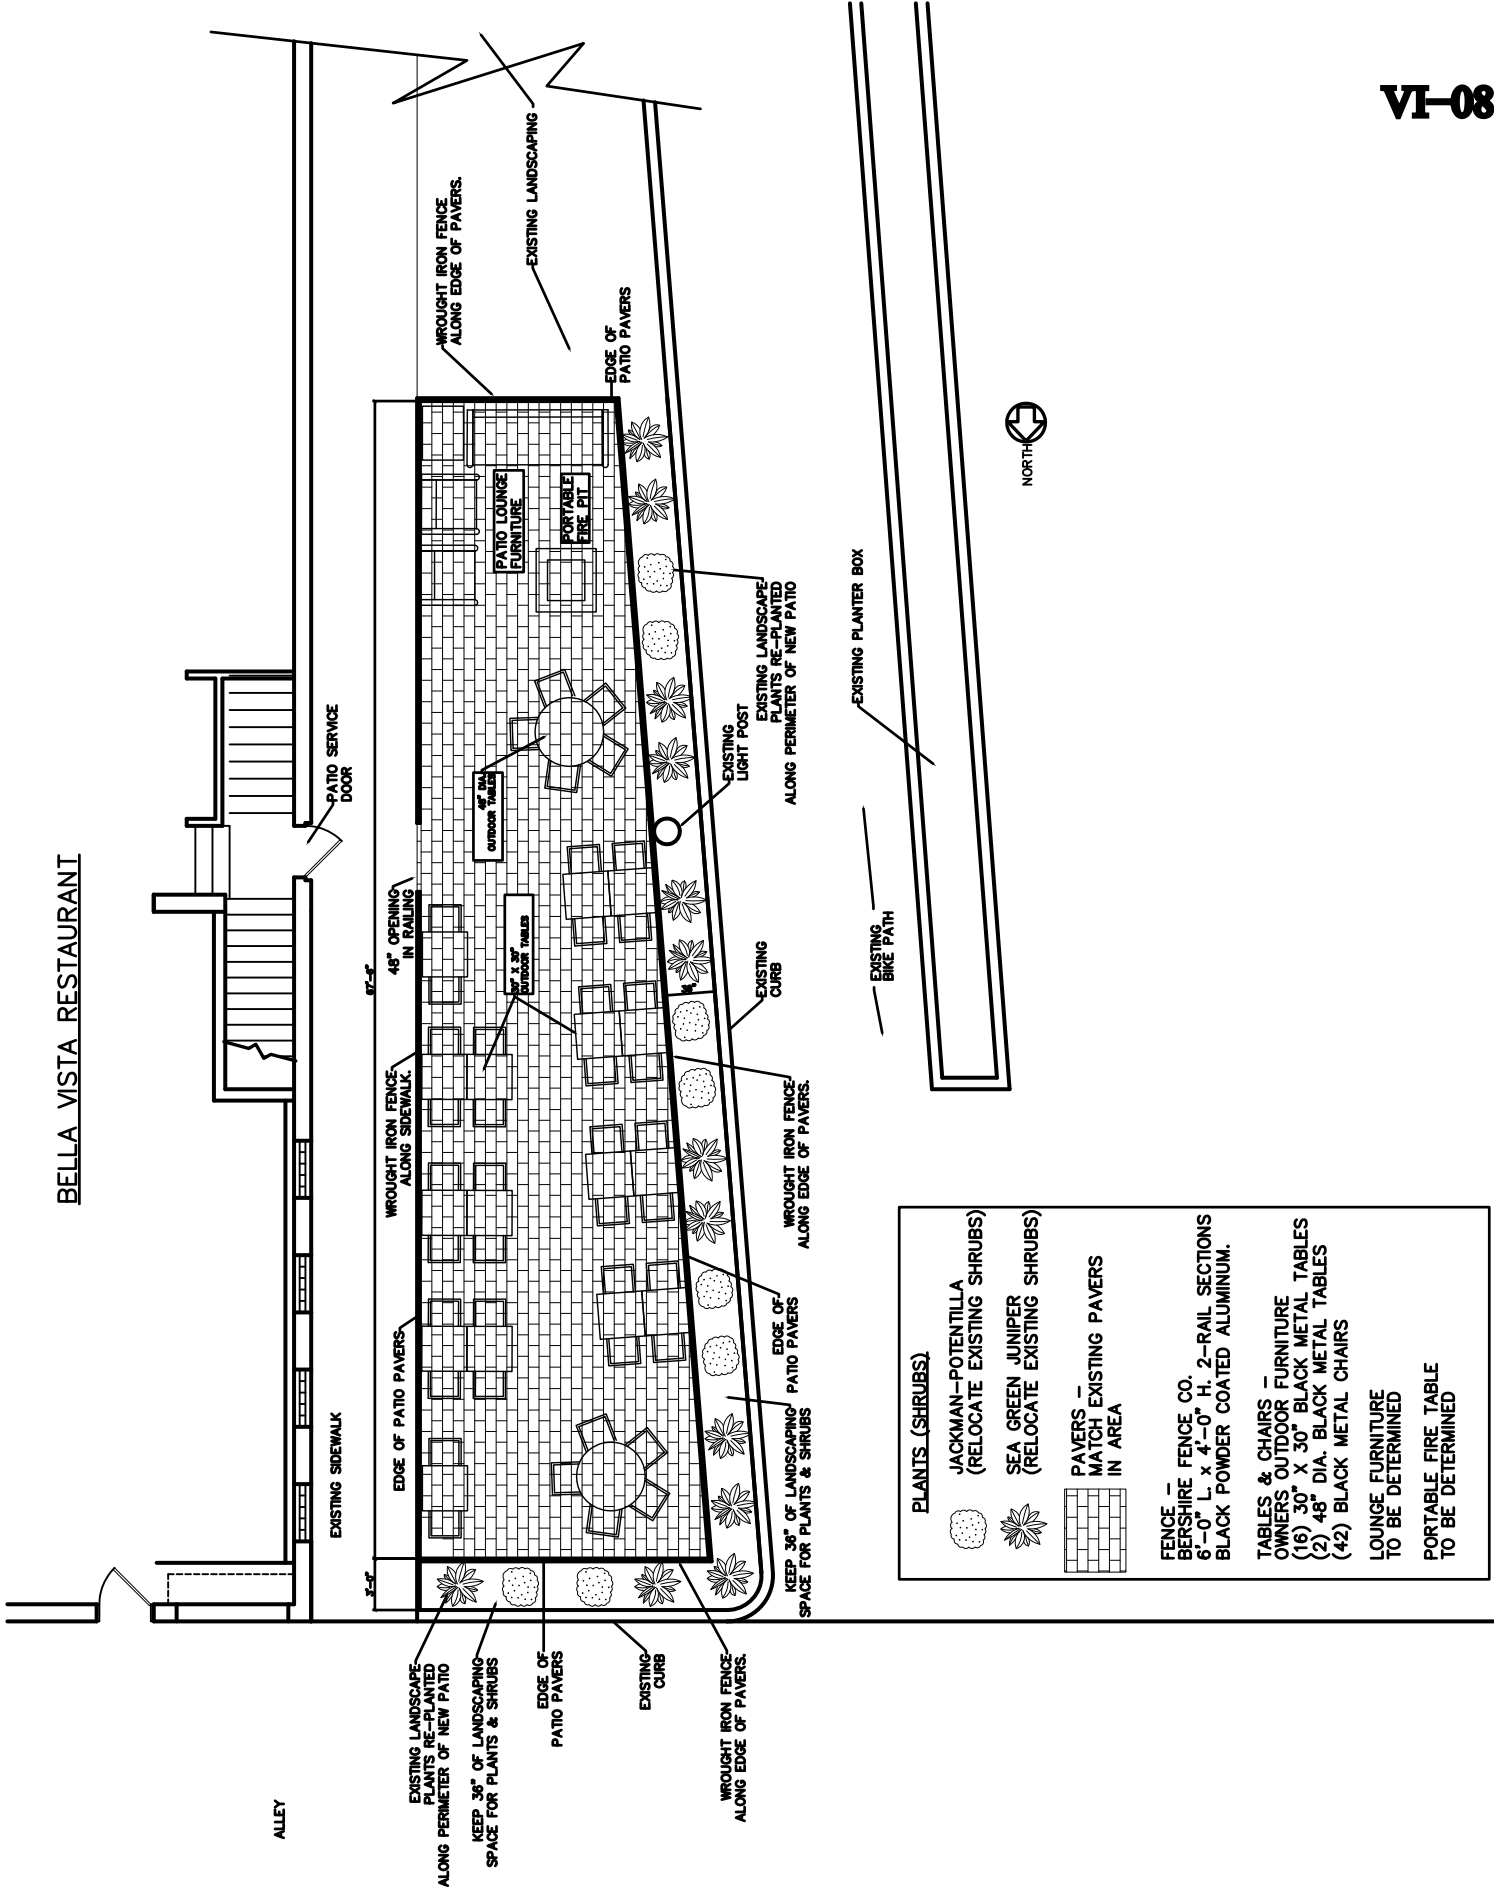 VI-08
BELLA VISTA RESTAURANT
ALLEY
EXISTING SIDEWALK
PATIO SERVICE
DOOR
3'-0"
67'-6"
EDGE OF PATIO PAVERS
WROUGHT IRON FENCE
ALONG SIDEWALK.
48" OPENING
IN RAILING
WROUGHT IRON FENCE
ALONG EDGE OF PAVERS.
EXISTING LANDSCAPING
EDGE OF
PATIO PAVERS
PATIO LOUNGE
FURNITURE
PORTABLE
FIRE PIT
48" DIA.
OUTDOOR TABLES
30" X 30"
OUTDOOR TABLES
EXISTING LANDSCAPE
PLANTS RE-PLANTED
ALONG PERIMETER OF NEW PATIO
KEEP 36" OF LANDSCAPING
SPACE FOR PLANTS & SHRUBS
EDGE OF
PATIO PAVERS
EXISTING
CURB
WROUGHT IRON FENCE
ALONG EDGE OF PAVERS.
KEEP 36" OF LANDSCAPING
SPACE FOR PLANTS & SHRUBS
EDGE OF
PATIO PAVERS
WROUGHT IRON FENCE
ALONG EDGE OF PAVERS.
EXISTING
CURB
EXISTING
LIGHT POST
EXISTING LANDSCAPE
PLANTS RE-PLANTED
ALONG PERIMETER OF NEW PATIO
EXISTING
BIKE PATH
EXISTING PLANTER BOX
NORTH
PLANTS (SHRUBS)
JACKMAN-POTENTILLA
(RELOCATE EXISTING SHRUBS)
SEA GREEN JUNIPER
(RELOCATE EXISTING SHRUBS)
PAVERS -
MATCH EXISTING PAVERS
IN AREA
FENCE -
BERSHIRE FENCE CO.
6'-0" L. x 4'-0" H. 2-RAIL SECTIONS
BLACK POWDER COATED ALUMINUM.
TABLES & CHAIRS -
OWNERS OUTDOOR FURNITURE
(16) 30" X 30" BLACK METAL TABLES
(2) 48" DIA. BLACK METAL TABLES
(42) BLACK METAL CHAIRS
LOUNGE FURNITURE
TO BE DETERMINED
PORTABLE FIRE TABLE
TO BE DETERMINED